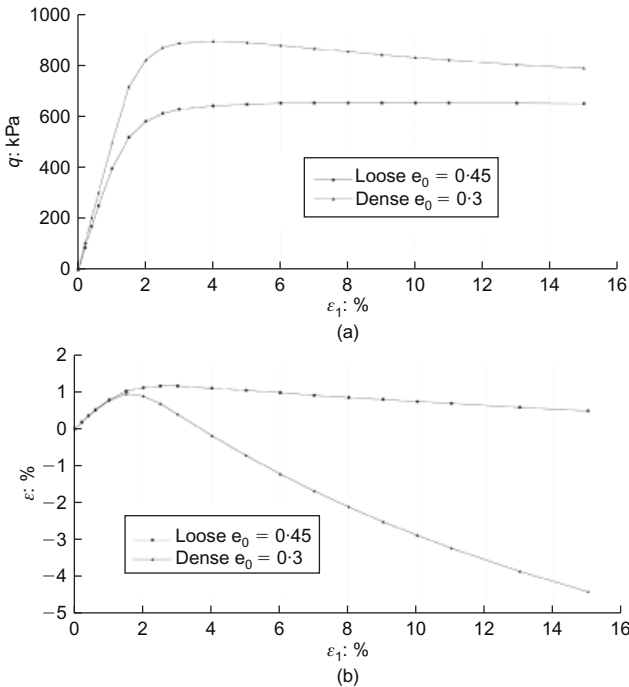 1000
800
600
400
200
0
q: kPa
Loose e₀ = 0·45
Dense e₀ = 0·3
0 2 4 6 8 10 12 14 16
ε₁: %
(a)
2
1
0
−1
−2
−3
−4
−5
ε: %
Loose e₀ = 0·45
Dense e₀ = 0·3
0 2 4 6 8 10 12 14 16
ε₁: %
(b)